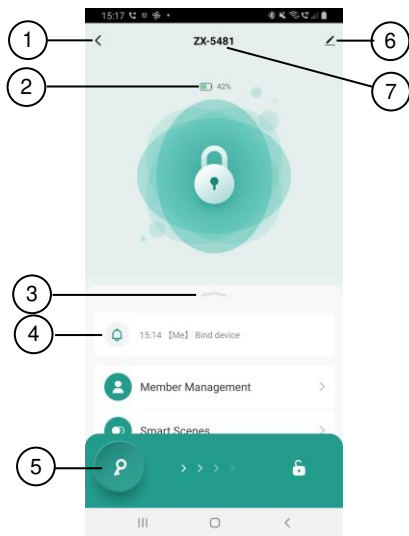 15:17
1
ZX-5481
6
2
42%
7
3
4
15:14 【Me】 Bind device
Member Management
Smart Scenes
5